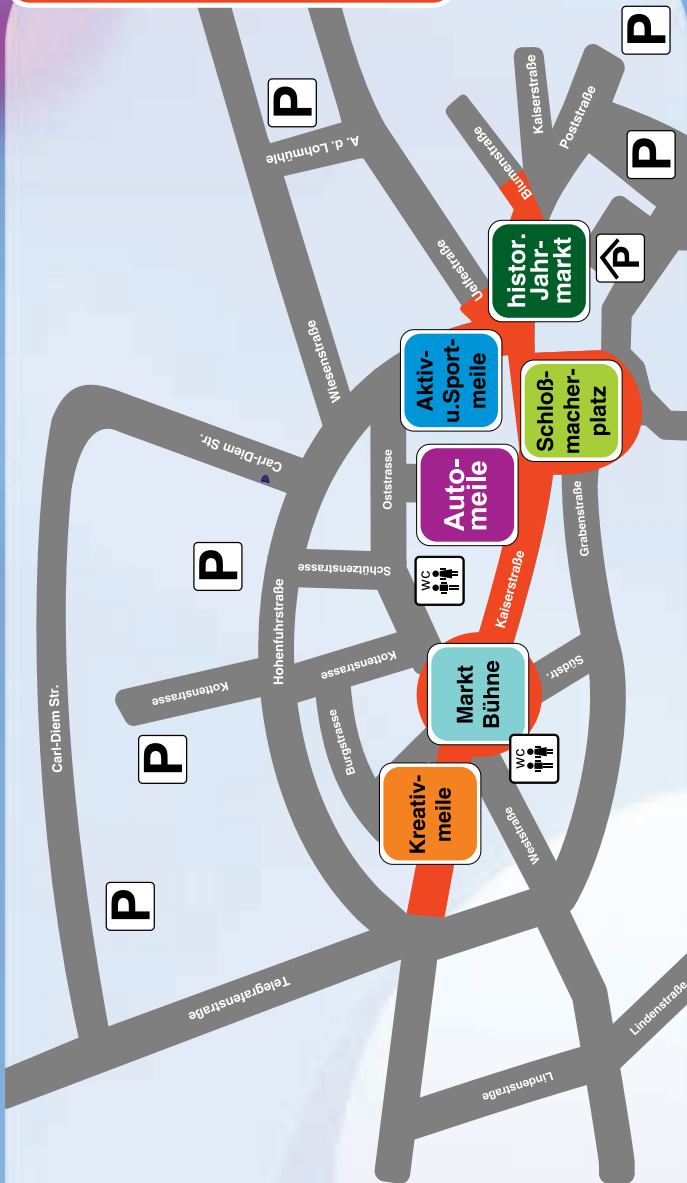 P
P
A. d. Lohmühle
Kaiserstraße
Poststraße
Blumenstraße
P
Uelfestraße
histor.
Jahr-
markt
P
Wiesenstraße
Aktiv-
u.Sport-
meile
Schloß-
macher-
platz
Carl-Diem Str.
Oststrasse
Auto-
meile
Grabenstraße
P
Schützenstrasse
WC
Kaiserstraße
Hohenfuhrstraße
Kottenstrasse
Kottenstrasse
Südstr.
Markt
Bühne
Carl-Diem Str.
Burgstrasse
P
WC
Kreativ-
meile
Weststraße
P
Telegrafenstraße
Lindenstraße
Lindenstraße